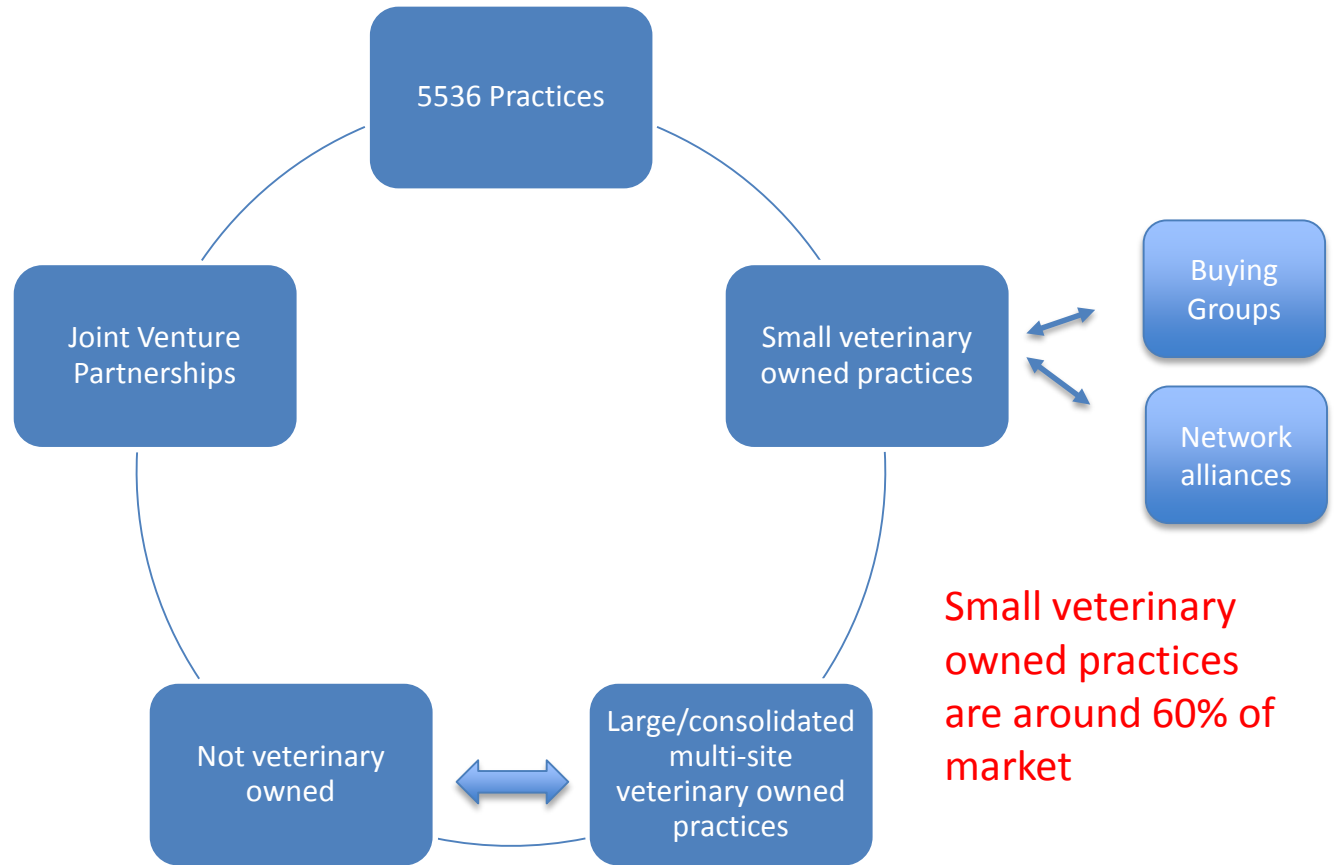 5536 Practices
Joint Venture
Partnerships
Small veterinary
owned practices
Buying
Groups
Network
alliances
Small veterinary
owned practices
are around 60% of
market
Not veterinary
owned
Large/consolidated
multi-site
veterinary owned
practices